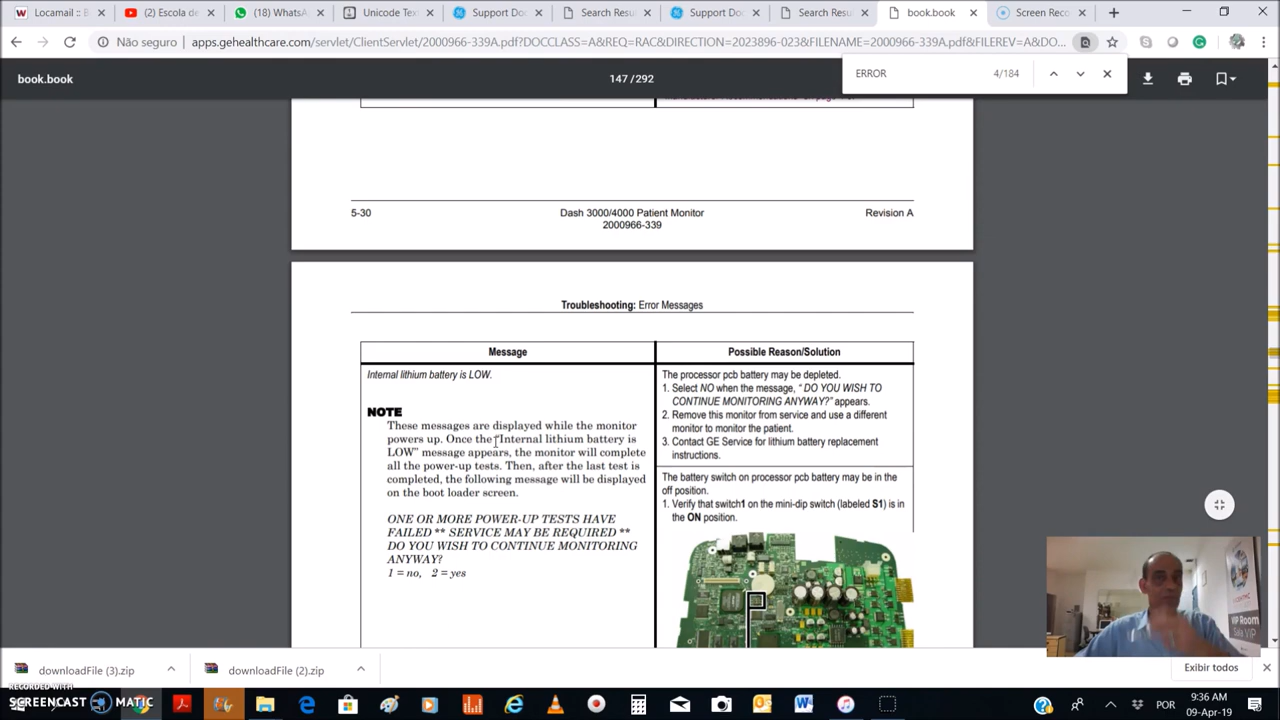 Locamail :: B
(2) Escola de
(18) WhatsA
Unicode Text
Support Doc
Search Resu
Support Doc
Search Resu
book.book
Screen Reco
Não seguro
apps.gehealthcare.com/servlet/ClientServlet/2000966-339A.pdf?DOCCLASS=A&REQ=RAC&DIRECTION=2023896-023&FILENAME=2000966-339A.pdf&FILEREV=A&DO...
book.book
147 / 292
ERROR
4/184
5-30
Dash 3000/4000 Patient Monitor
Revision A
2000966-339
Troubleshooting: Error Messages
Message
Possible Reason/Solution
Internal lithium battery is LOW.
NOTE
These messages are displayed while the monitor
powers up. Once the "Internal lithium battery is
LOW" message appears, the monitor will complete
all the power-up tests. Then, after the last test is
completed, the following message will be displayed
on the boot loader screen.
ONE OR MORE POWER-UP TESTS HAVE
FAILED ** SERVICE MAY BE REQUIRED **
DO YOU WISH TO CONTINUE MONITORING
ANYWAY?
1 = no, 2 = yes
The processor pcb battery may be depleted.
1. Select NO when the message, " DO YOU WISH TO
CONTINUE MONITORING ANYWAY?" appears.
2. Remove this monitor from service and use a different
monitor to monitor the patient.
3. Contact GE Service for lithium battery replacement
instructions.
The battery switch on processor pcb battery may be in the
off position.
1. Verify that switch1 on the mini-dip switch (labeled S1) is in
the ON position.
VIP Room
Sala VIP
downloadFile (3).zip
downloadFile (2).zip
Exibir todos
RECORDED WITH
SCREENCAST MATIC
POR
9:36 AM
09-Apr-19